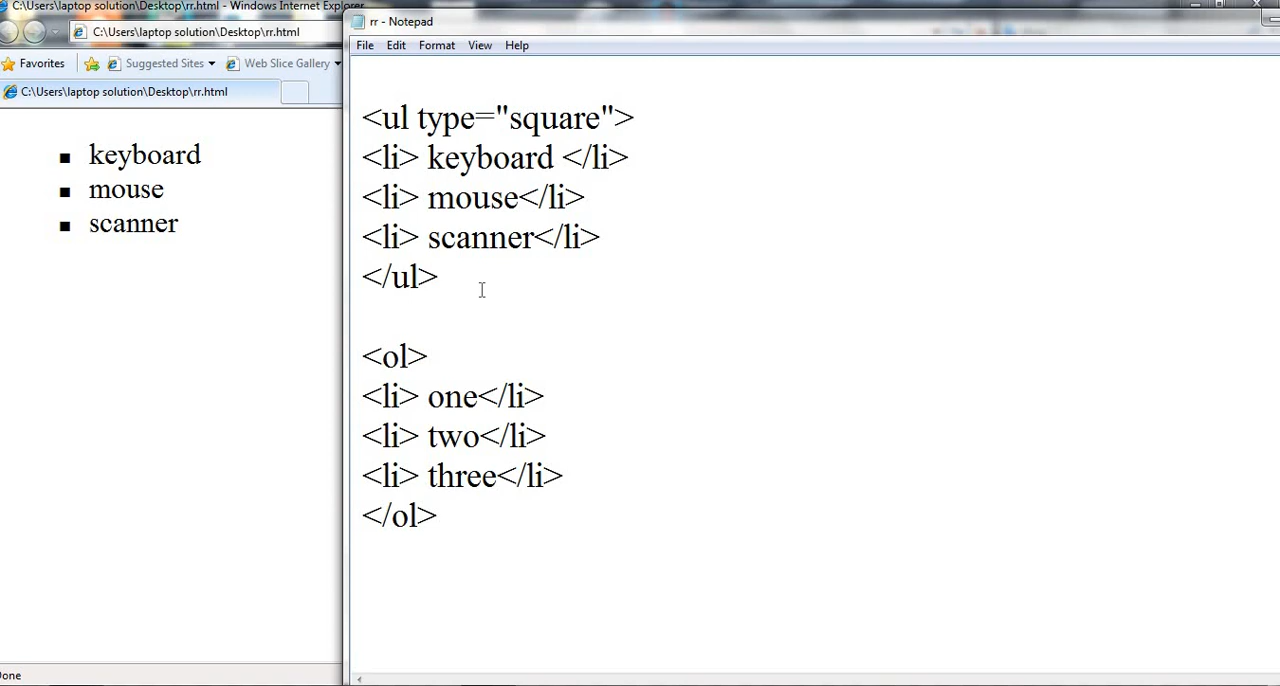 C:\Users\laptop solution\Desktop\rr.html - Windows Internet Explorer
C:\Users\laptop solution\Desktop\rr.html
Favorites Suggested Sites Web Slice Gallery
C:\Users\laptop solution\Desktop\rr.html
keyboard
mouse
scanner
one
rr - Notepad
File Edit Format View Help
<ul type="square">
<li> keyboard </li>
<li> mouse</li>
<li> scanner</li>
</ul>
<ol>
<li> one</li>
<li> two</li>
<li> three</li>
</ol>